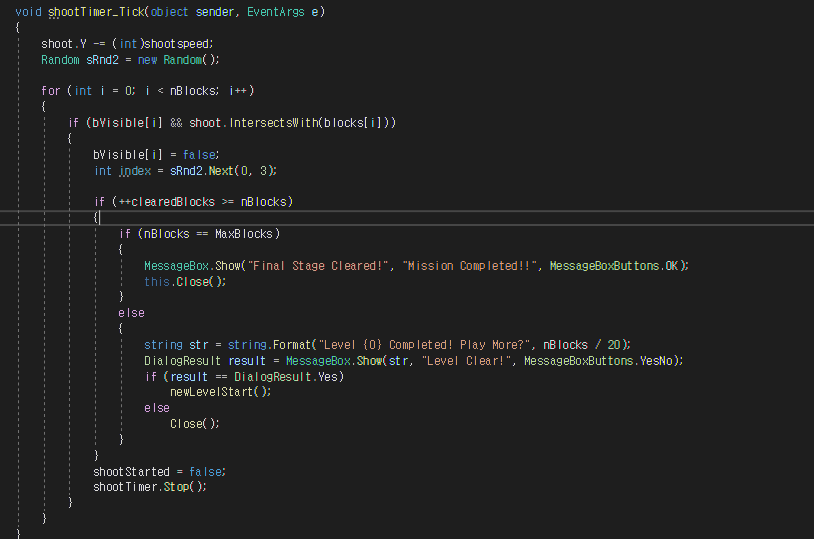 void shootTimer_Tick(object sender, EventArgs e)
{
    shoot.Y -= (int)shootspeed;
    Random sRnd2 = new Random();

    for (int i = 0; i < nBlocks; i++)
    {
        if (bVisible[i] && shoot.IntersectsWith(blocks[i]))
        {
            bVisible[i] = false;
            int index = sRnd2.Next(0, 3);

            if (++clearedBlocks >= nBlocks)
            {
                if (nBlocks == MaxBlocks)
                {
                    MessageBox.Show("Final Stage Cleared!", "Mission Completed!!", MessageBoxButtons.OK);
                    this.Close();
                }
                else
                {
                    string str = string.Format("Level {0} Completed! Play More?", nBlocks / 20);
                    DialogResult result = MessageBox.Show(str, "Level Clear!", MessageBoxButtons.YesNo);
                    if (result == DialogResult.Yes)
                        newLevelStart();
                    else
                        Close();
                }
            }
            shootStarted = false;
            shootTimer.Stop();
        }
    }
}